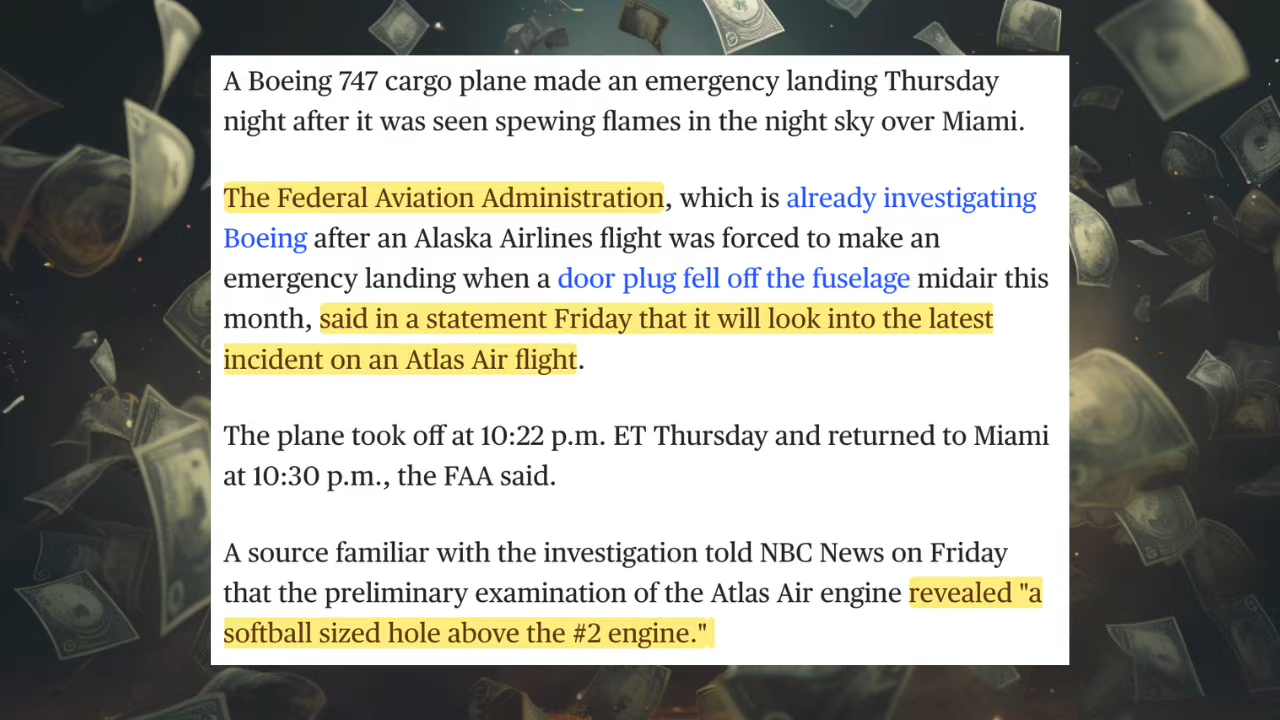 A Boeing 747 cargo plane made an emergency landing Thursday
night after it was seen spewing flames in the night sky over Miami.
The Federal Aviation Administration, which is already investigating
Boeing after an Alaska Airlines flight was forced to make an
emergency landing when a door plug fell off the fuselage midair this
month, said in a statement Friday that it will look into the latest
incident on an Atlas Air flight.
The plane took off at 10:22 p.m. ET Thursday and returned to Miami
at 10:30 p.m., the FAA said.
A source familiar with the investigation told NBC News on Friday
that the preliminary examination of the Atlas Air engine revealed "a
softball sized hole above the #2 engine."